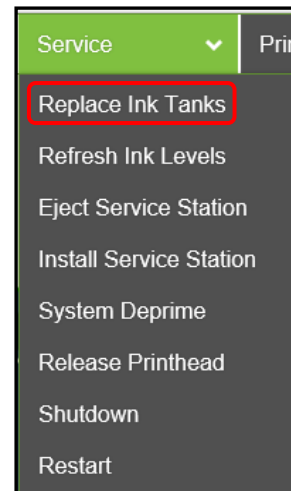 Service Prin
Replace Ink Tanks
Refresh Ink Levels
Eject Service Station
Install Service Station
System Deprime
Release Printhead
Shutdown
Restart